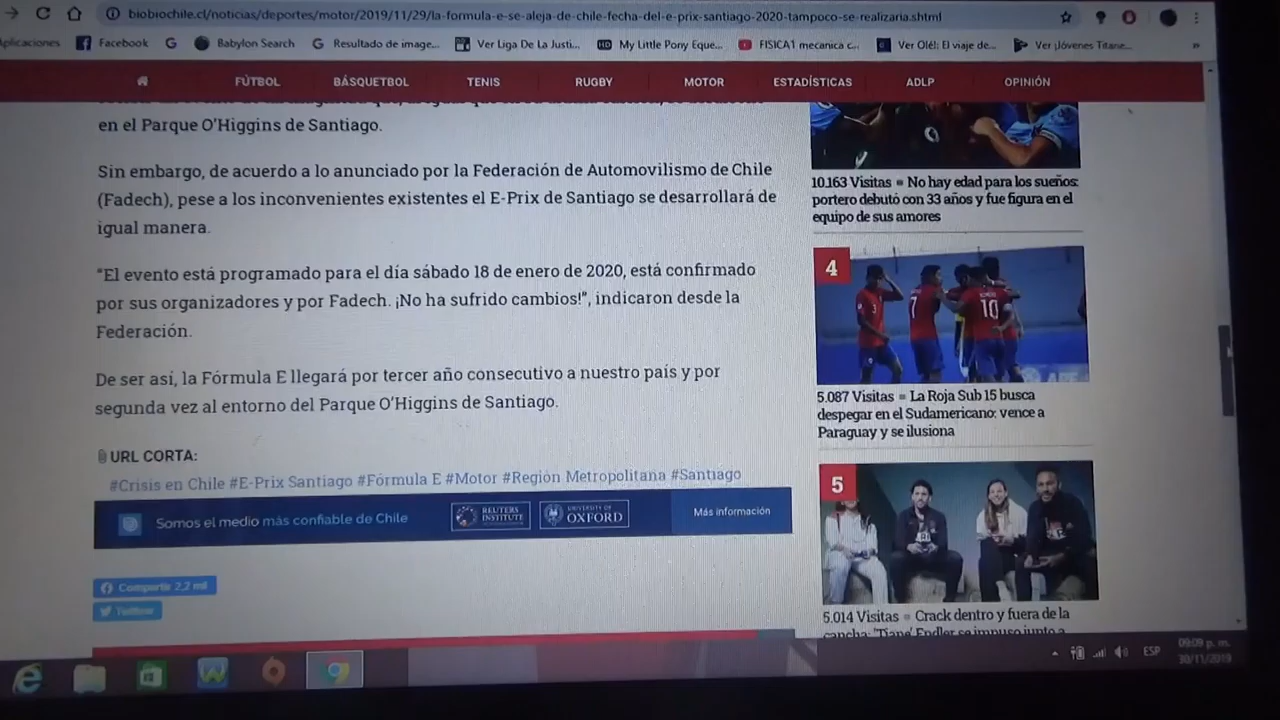 biobiochile.cl/noticias/deportes/motor/2019/11/29/la-formula-e-se-aleja-de-chile-fecha-del-e-prix-santiago-2020-tampoco-se-realizaria.shtml
Aplicaciones Facebook Babylon Search Resultado de image... Ver Liga De La Justi... My Little Pony Eque... FISICA1 mecanica c... Ver Olé!: El viaje de... Ver ¡Jóvenes Titane... »
FÚTBOL BÁSQUETBOL TENIS RUGBY MOTOR ESTADÍSTICAS ADLP OPINIÓN
en el Parque O'Higgins de Santiago.
Sin embargo, de acuerdo a lo anunciado por la Federación de Automovilismo de Chile
(Fadech), pese a los inconvenientes existentes el E-Prix de Santiago se desarrollará de
igual manera.
“El evento está programado para el día sábado 18 de enero de 2020, está confirmado
por sus organizadores y por Fadech. ¡No ha sufrido cambios!”, indicaron desde la
Federación.
De ser así, la Fórmula E llegará por tercer año consecutivo a nuestro país y por
segunda vez al entorno del Parque O'Higgins de Santiago.
URL CORTA:
#Crisis en Chile #E-Prix Santiago #Fórmula E #Motor #Región Metropolitana #Santiago
Somos el medio más confiable de Chile
REUTERS
INSTITUTE
UNIVERSITY OF
OXFORD
Más información
Compartir 2,2 mil
Twittear
10.163 Visitas
No hay edad para los sueños:
portero debutó con 33 años y fue figura en el
equipo de sus amores
4
7
10
5.087 Visitas
La Roja Sub 15 busca
despegar en el Sudamericano: vence a
Paraguay y se ilusiona
5
5.014 Visitas
Crack dentro y fuera de la
cancha: 'Tiane' Endler se impuso junto a
ESP
09:09 p. m.
30/11/2019